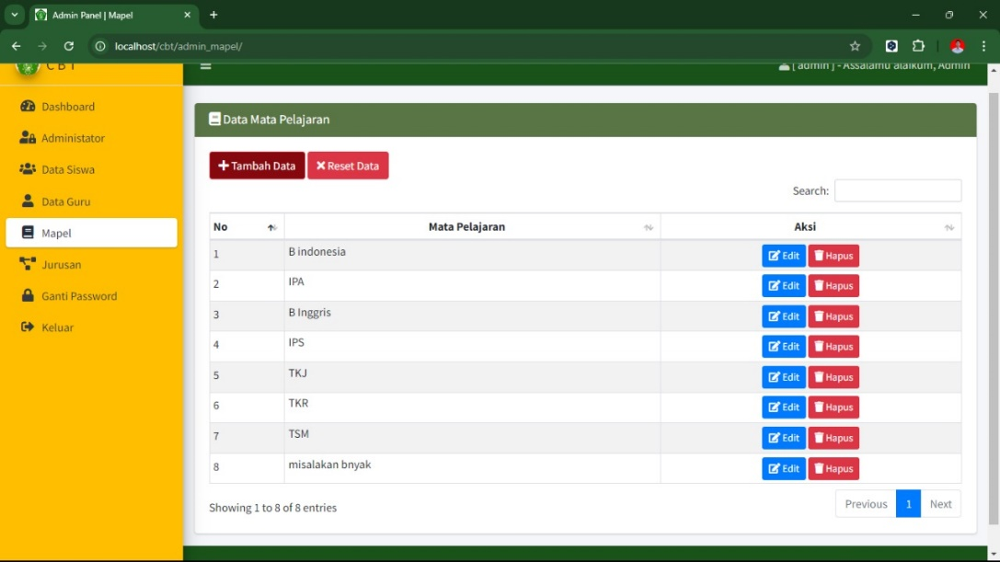 Admin Panel | Mapel
localhost/cbt/admin_mapel/
CBT
[ admin ] - Assalamu alaikum, Admin
Dashboard
Administator
Data Siswa
Data Guru
Mapel
Jurusan
Ganti Password
Keluar
Data Mata Pelajaran
Tambah Data Reset Data
Search:
No Mata Pelajaran Aksi
1 B indonesia Edit Hapus
2 IPA Edit Hapus
3 B Inggris Edit Hapus
4 IPS Edit Hapus
5 TKJ Edit Hapus
6 TKR Edit Hapus
7 TSM Edit Hapus
8 misalakan bnyak Edit Hapus
Showing 1 to 8 of 8 entries
Previous 1 Next